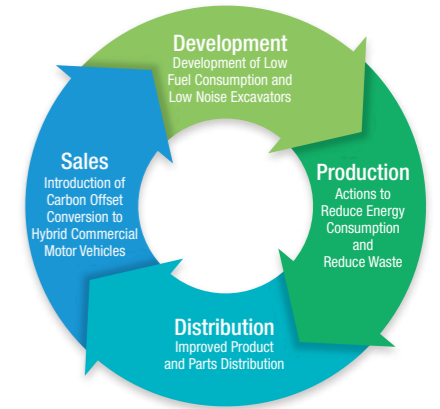 Development
Development of Low
Fuel Consumption and
Low Noise Excavators
Production
Actions to
Reduce Energy
Consumption
and
Reduce Waste
Distribution
Improved Product
and Parts Distribution
Sales
Introduction of
Carbon Offset
Conversion to
Hybrid Commercial
Motor Vehicles